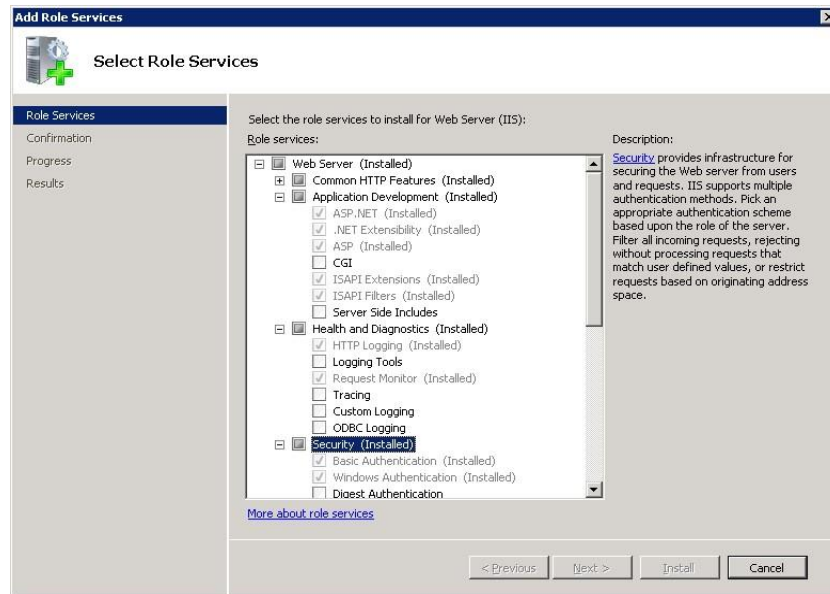 Add Role Services
Select Role Services
Role Services
Confirmation
Progress
Results
Select the role services to install for Web Server (IIS):
Role services:
Web Server (Installed)
Common HTTP Features (Installed)
Application Development (Installed)
ASP.NET (Installed)
.NET Extensibility (Installed)
ASP (Installed)
CGI
ISAPI Extensions (Installed)
ISAPI Filters (Installed)
Server Side Includes
Health and Diagnostics (Installed)
HTTP Logging (Installed)
Logging Tools
Request Monitor (Installed)
Tracing
Custom Logging
ODBC Logging
Security (Installed)
Basic Authentication (Installed)
Windows Authentication (Installed)
Digest Authentication
More about role services
Description:
Security provides infrastructure for
securing the Web server from users
and requests. IIS supports multiple
authentication methods. Pick an
appropriate authentication scheme
based upon the role of the server.
Filter all incoming requests, rejecting
without processing requests that
match user defined values, or restrict
requests based on originating address
space.
< Previous
Next >
Install
Cancel